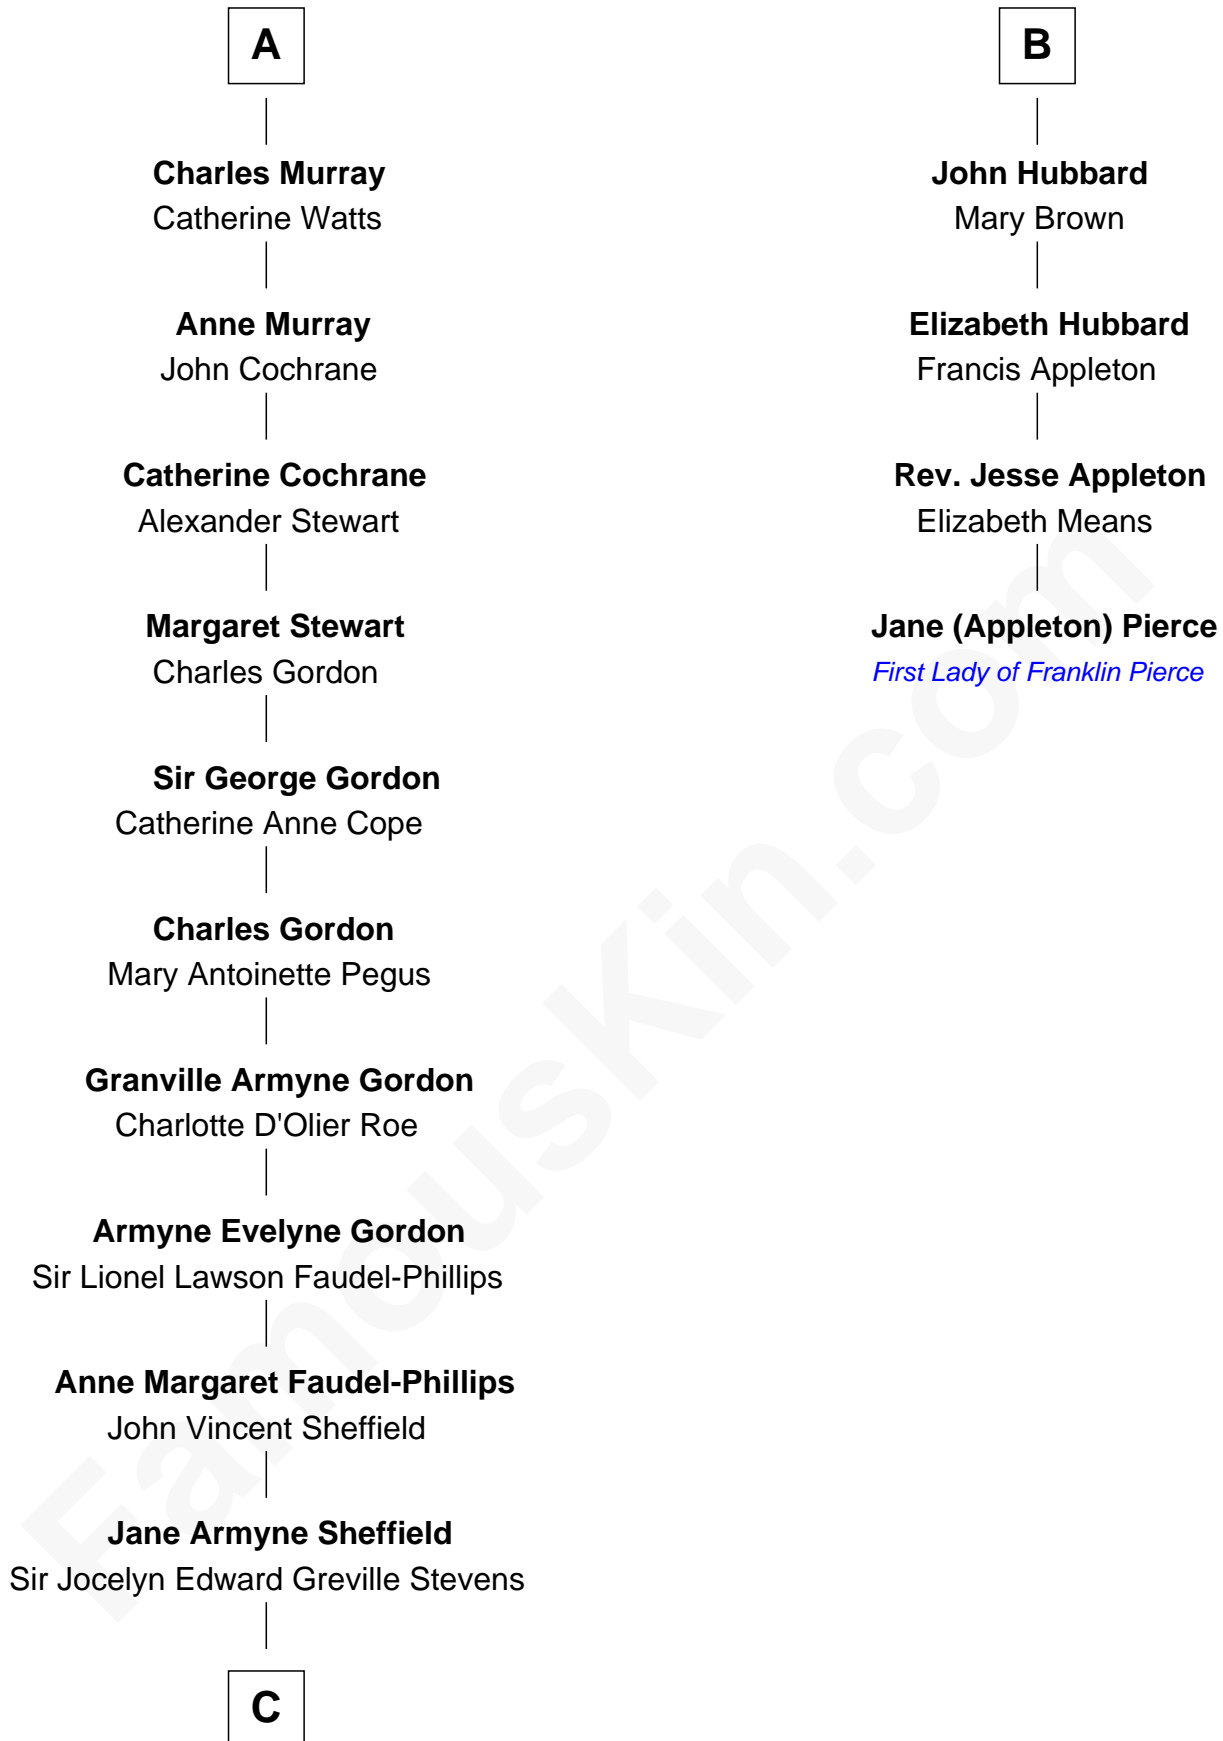 A
Charles Murray
Catherine Watts
Anne Murray
John Cochrane
Catherine Cochrane
Alexander Stewart
Margaret Stewart
Charles Gordon
Sir George Gordon
Catherine Anne Cope
Charles Gordon
Mary Antoinette Pegus
Granville Armyne Gordon
Charlotte D'Olier Roe
Armyne Evelyne Gordon
Sir Lionel Lawson Faudel-Phillips
Anne Margaret Faudel-Phillips
John Vincent Sheffield
Jane Armyne Sheffield
Sir Jocelyn Edward Greville Stevens
C
B
John Hubbard
Mary Brown
Elizabeth Hubbard
Francis Appleton
Rev. Jesse Appleton
Elizabeth Means
Jane (Appleton) Pierce
First Lady of Franklin Pierce
FamousKin.com